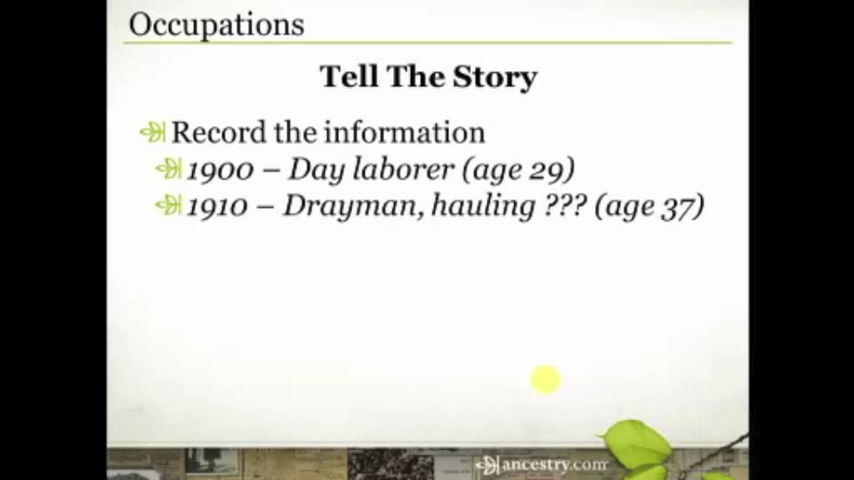 Occupations
Tell The Story
Record the information
1900 – Day laborer (age 29)
1910 – Drayman, hauling ??? (age 37)
ancestry.com